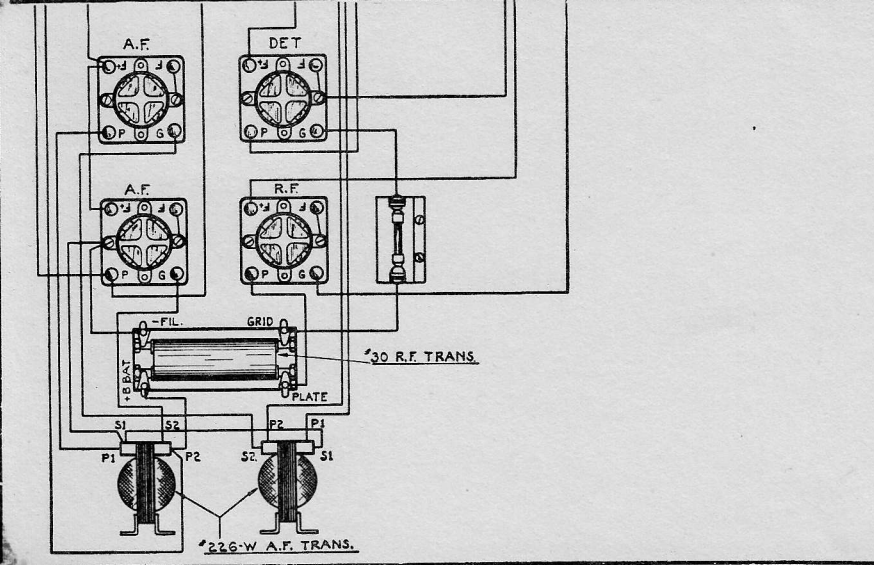 A.F. DET
F+ F F+ F
P G P G
A.F. R.F.
F+ F F+ F
P G P G
-FIL. GRID
#30 R.F. TRANS.
+B BAT
PLATE
S1 S2 P2 P1
P1 P2 S2. S1
#226-W A.F. TRANS.